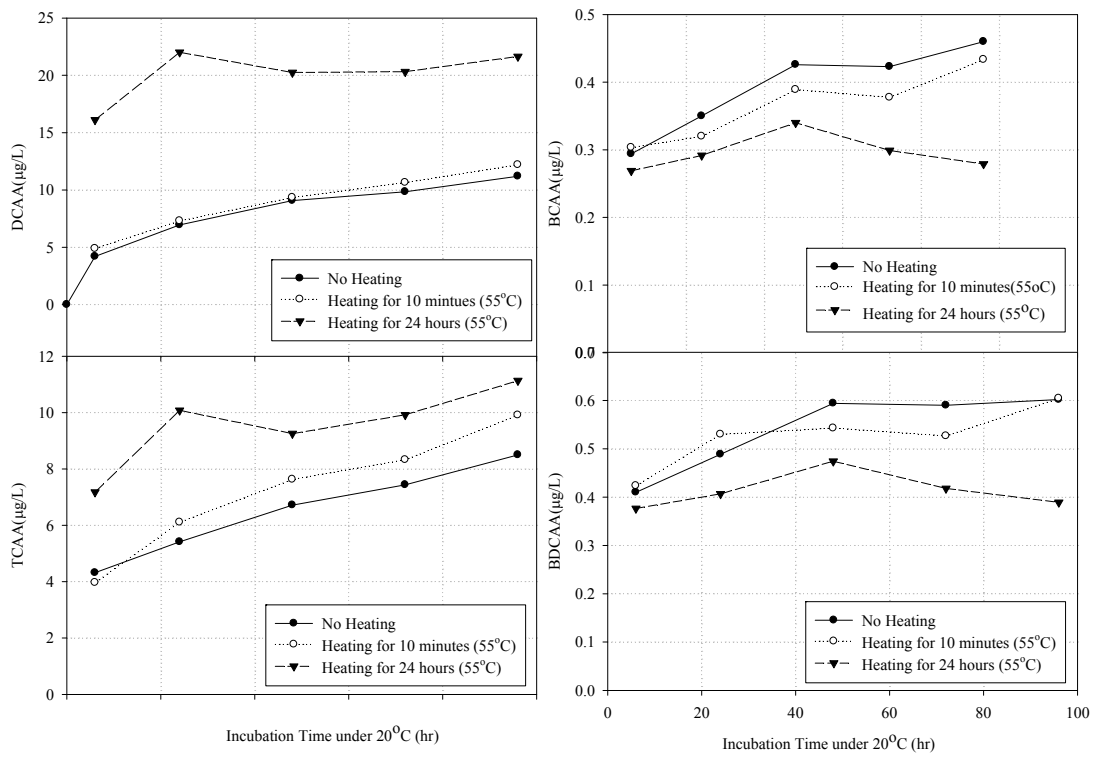 25
20
15
10
5
0
DCAA(µg/L)
No Heating
Heating for 10 mintues (55°C)
Heating for 24 hours (55°C)
12
10
8
6
4
2
0
TCAA(µg/L)
No Heating
Heating for 10 minutes (55°C)
Heating for 24 hours (55°C)
Incubation Time under 20°C (hr)
0.5
0.4
0.3
0.2
0.1
BCAA(µg/L)
No Heating
Heating for 10 minutes(55oC)
Heating for 24 hours (55°C)
0.6
0.5
0.4
0.3
0.2
0.1
0.0
BDCAA(µg/L)
No Heating
Heating for 10 minutes (55°C)
Heating for 24 hours (55°C)
0 20 40 60 80 100
Incubation Time under 20°C (hr)